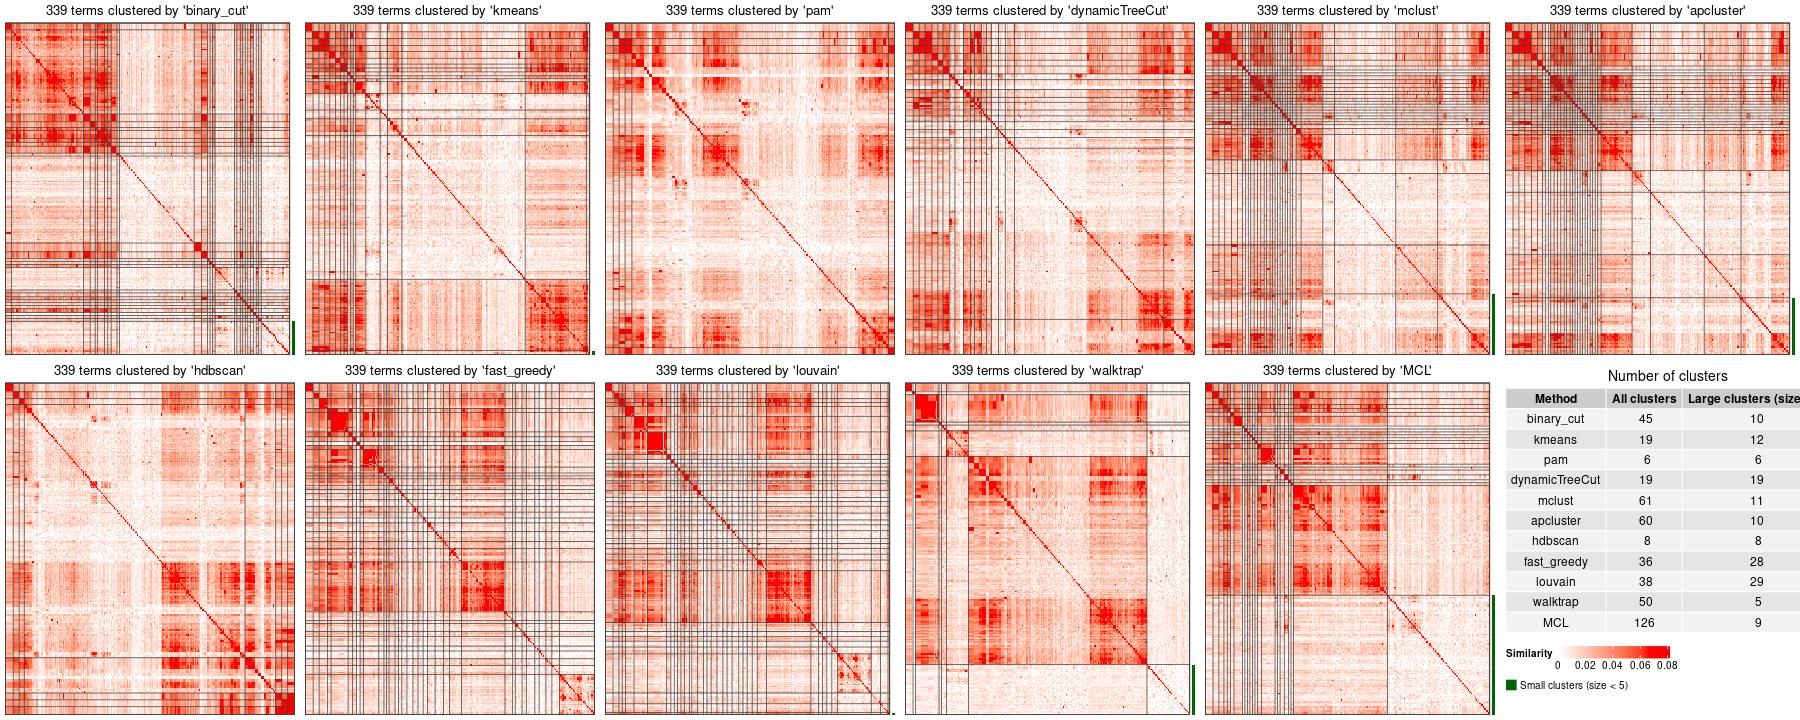 339 terms clustered by 'binary_cut'
339 terms clustered by 'kmeans'
339 terms clustered by 'pam'
339 terms clustered by 'dynamicTreeCut'
339 terms clustered by 'mclust'
339 terms clustered by 'apcluster'
339 terms clustered by 'hdbscan'
339 terms clustered by 'fast_greedy'
339 terms clustered by 'louvain'
339 terms clustered by 'walktrap'
339 terms clustered by 'MCL'
Number of clusters
Method All clusters Large clusters (size
binary_cut 45 10
kmeans 19 12
pam 6 6
dynamicTreeCut 19 19
mclust 61 11
apcluster 60 10
hdbscan 8 8
fast_greedy 36 28
louvain 38 29
walktrap 50 5
MCL 126 9
Similarity
0 0.02 0.04 0.06 0.08
Small clusters (size < 5)